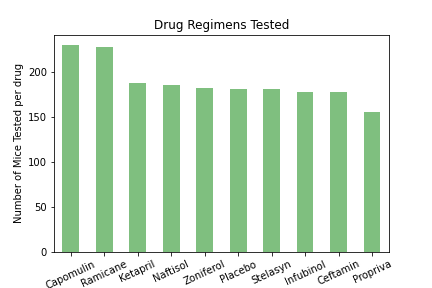 Drug Regimens Tested
Number of Mice Tested per drug
200
150
100
50
0
Capomulin
Ramicane
Ketapril
Naftisol
Zoniferol
Placebo
Stelasyn
Infubinol
Ceftamin
Propriva